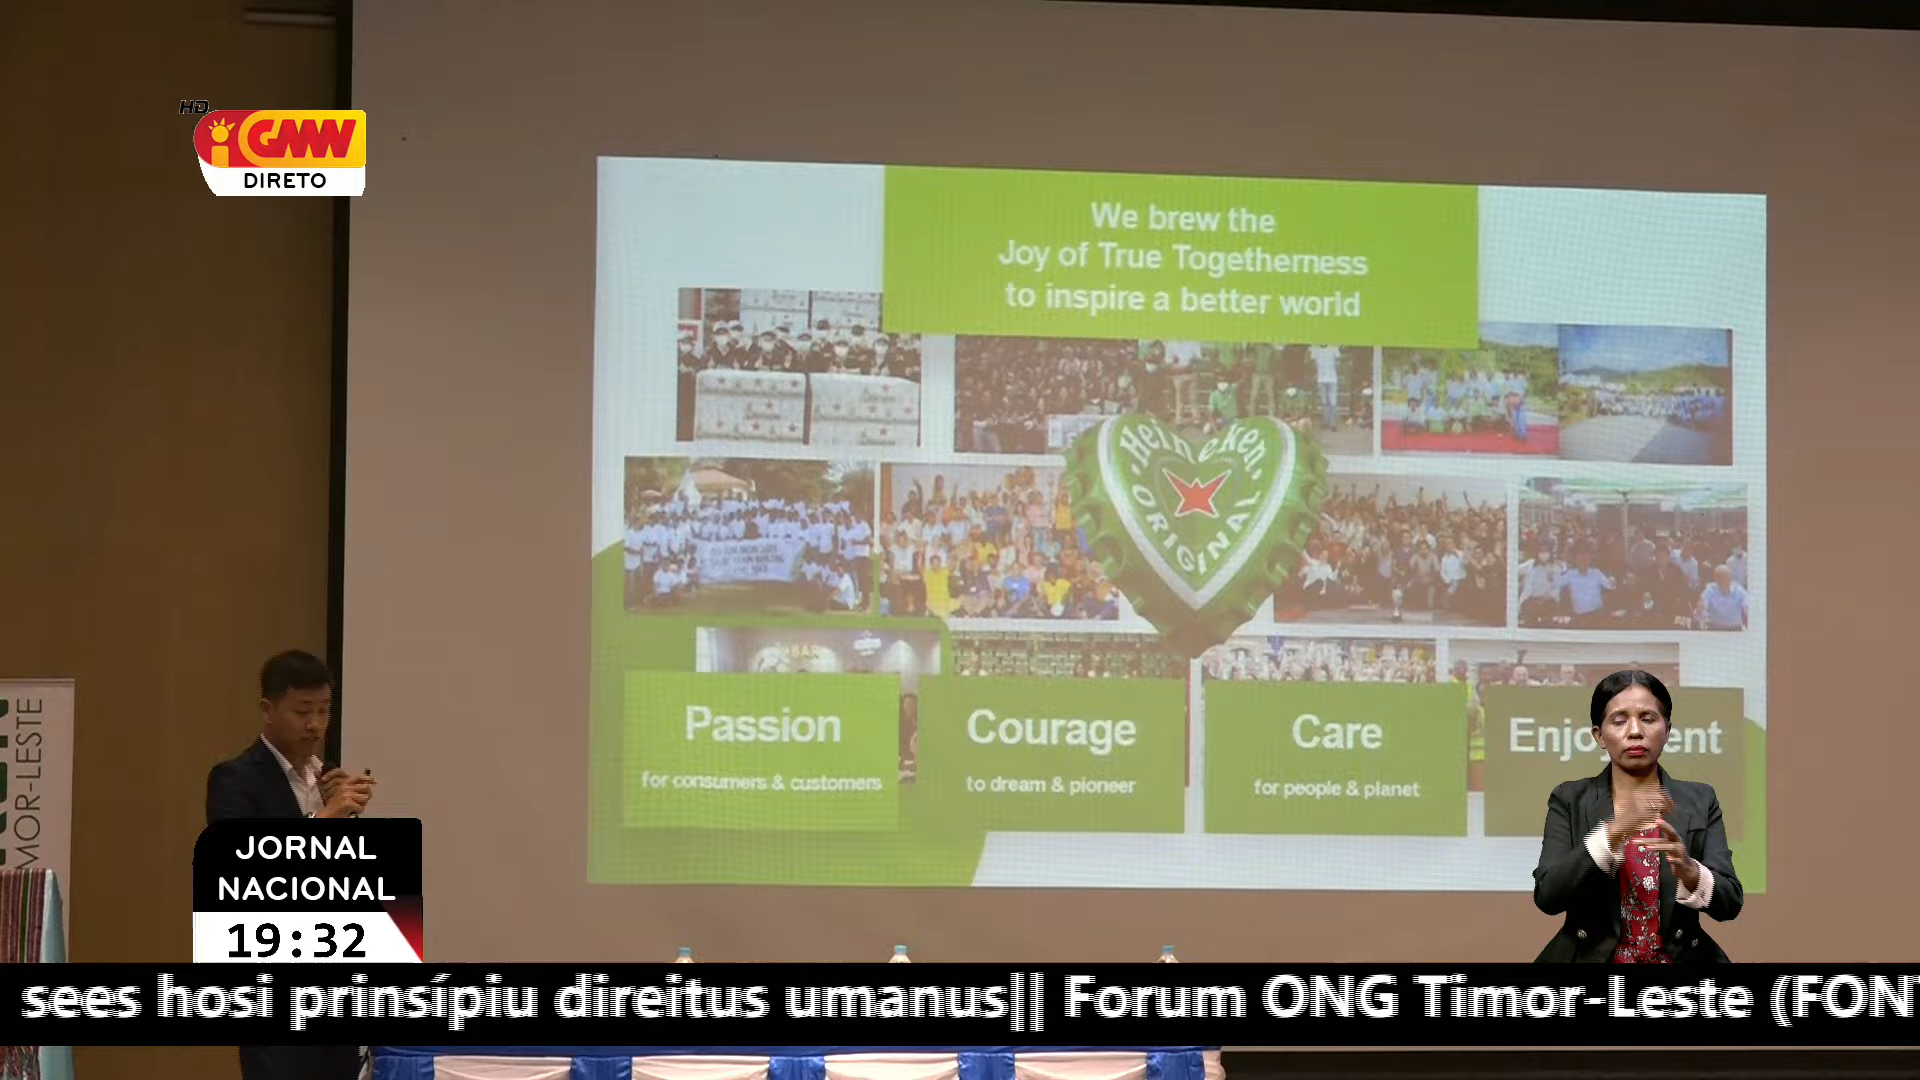 HD
GMN
DIRETO
We brew the
Joy of True Togetherness
to inspire a better world
Heineken
ORIGINAL
Passion
for consumers & customers
Courage
to dream & pioneer
Care
for people & planet
MOR-LESTE
JORNAL
NACIONAL
19:32
sees hosi prinsípiu direitus umanus|| Forum ONG Timor-Leste (FON